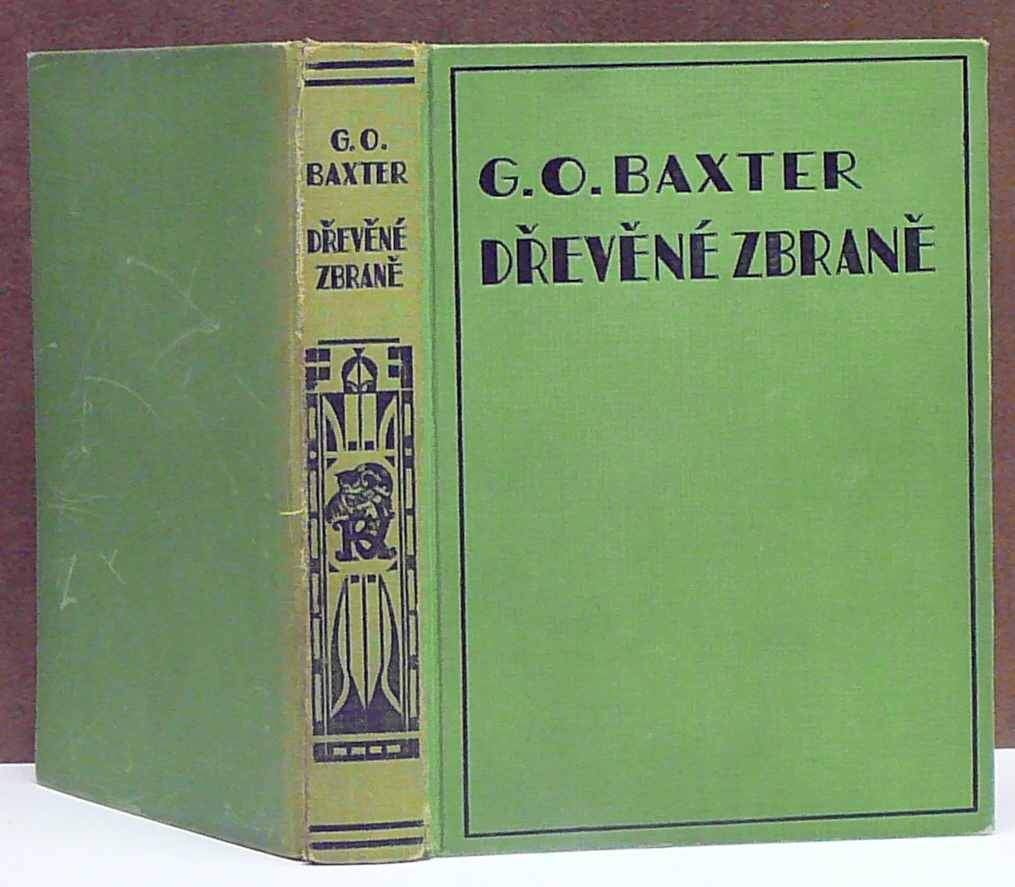 G. O.
BAXTER
DŘEVĚNÉ
ZBRANĚ
G. O. BAXTER
DŘEVĚNÉ ZBRANĚ